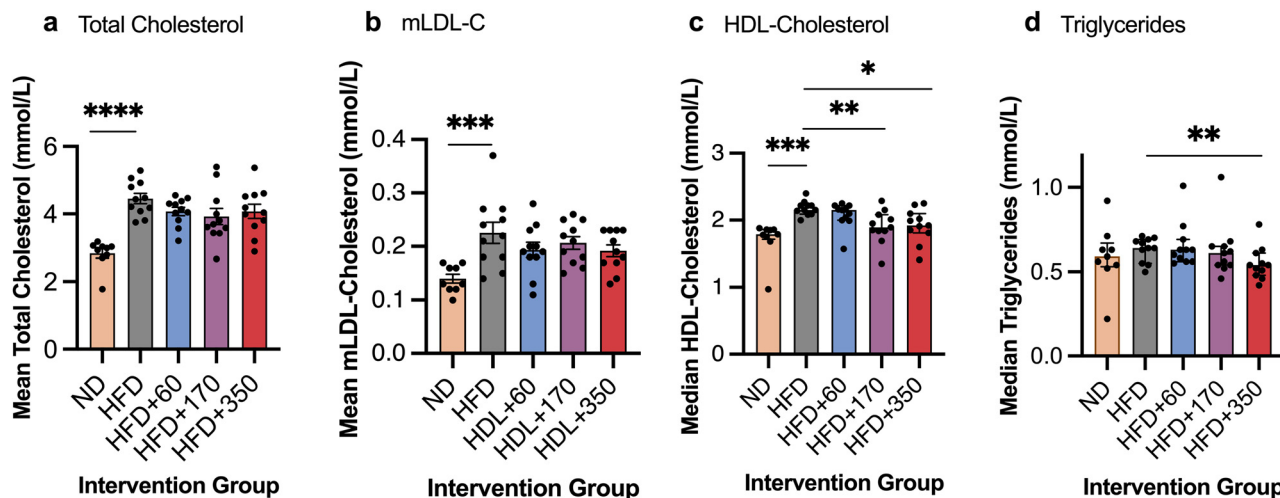 a Total Cholesterol
Mean Total Cholesterol (mmol/L)
6
4
2
0
****
ND
HFD
HFD+60
HFD+170
HFD+350
Intervention Group
b mLDL-C
Mean mLDL-Cholesterol (mmol/L)
0.4
0.3
0.2
0.1
0.0
***
ND
HFD
HDL+60
HDL+170
HDL+350
Intervention Group
c HDL-Cholesterol
Median HDL-Cholesterol (mmol/L)
3
2
1
0
*
**
***
ND
HFD
HFD+60
HFD+170
HFD+350
Intervention Group
d Triglycerides
Median Triglycerides (mmol/L)
1.0
0.5
0.0
**
ND
HFD
HFD+60
HFD+170
HFD+350
Intervention Group